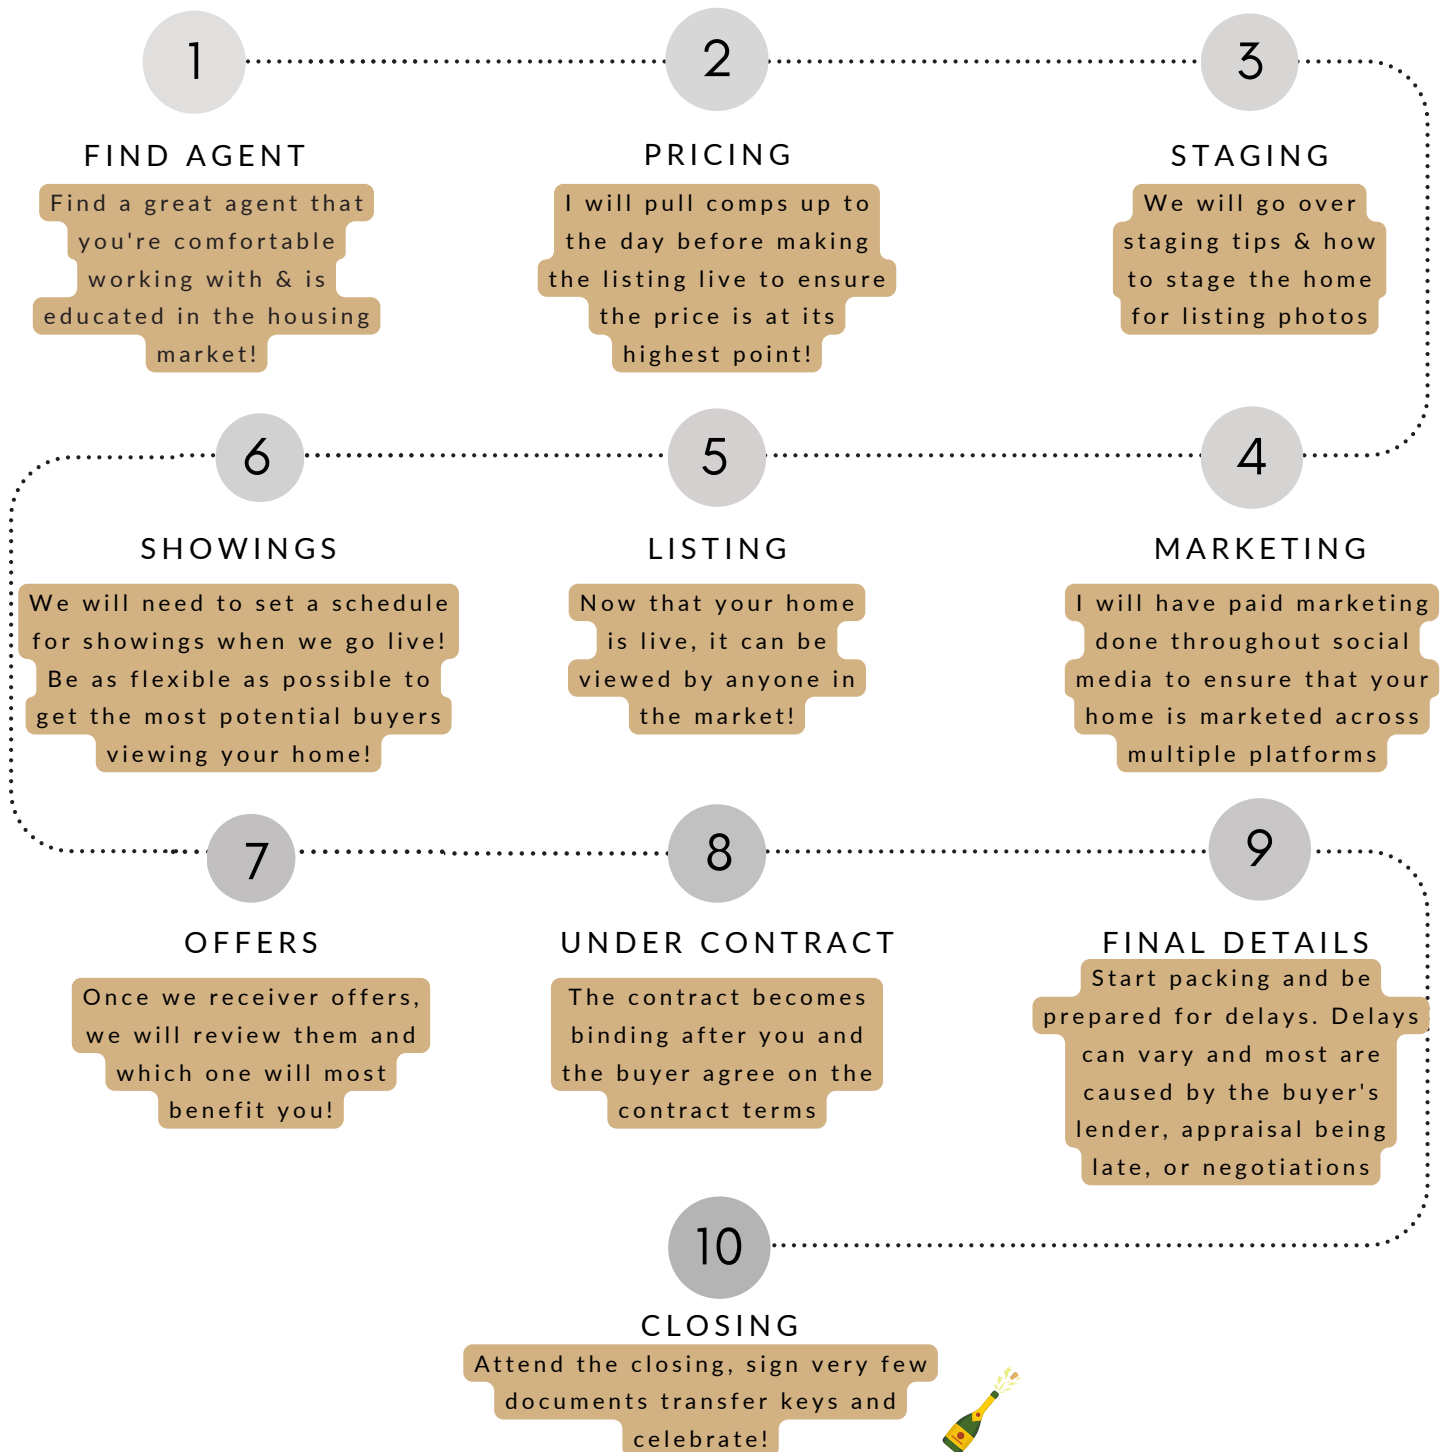 1
FIND AGENT
Find a great agent that
you're comfortable
working with & is
educated in the housing
market!
2
PRICING
I will pull comps up to
the day before making
the listing live to ensure
the price is at its
highest point!
3
STAGING
We will go over
staging tips & how
to stage the home
for listing photos
4
MARKETING
I will have paid marketing
done throughout social
media to ensure that your
home is marketed across
multiple platforms
5
LISTING
Now that your home
is live, it can be
viewed by anyone in
the market!
6
SHOWINGS
We will need to set a schedule
for showings when we go live!
Be as flexible as possible to
get the most potential buyers
viewing your home!
7
OFFERS
Once we receiver offers,
we will review them and
which one will most
benefit you!
8
UNDER CONTRACT
The contract becomes
binding after you and
the buyer agree on the
contract terms
9
FINAL DETAILS
Start packing and be
prepared for delays. Delays
can vary and most are
caused by the buyer's
lender, appraisal being
late, or negotiations
10
CLOSING
Attend the closing, sign very few
documents transfer keys and
celebrate!